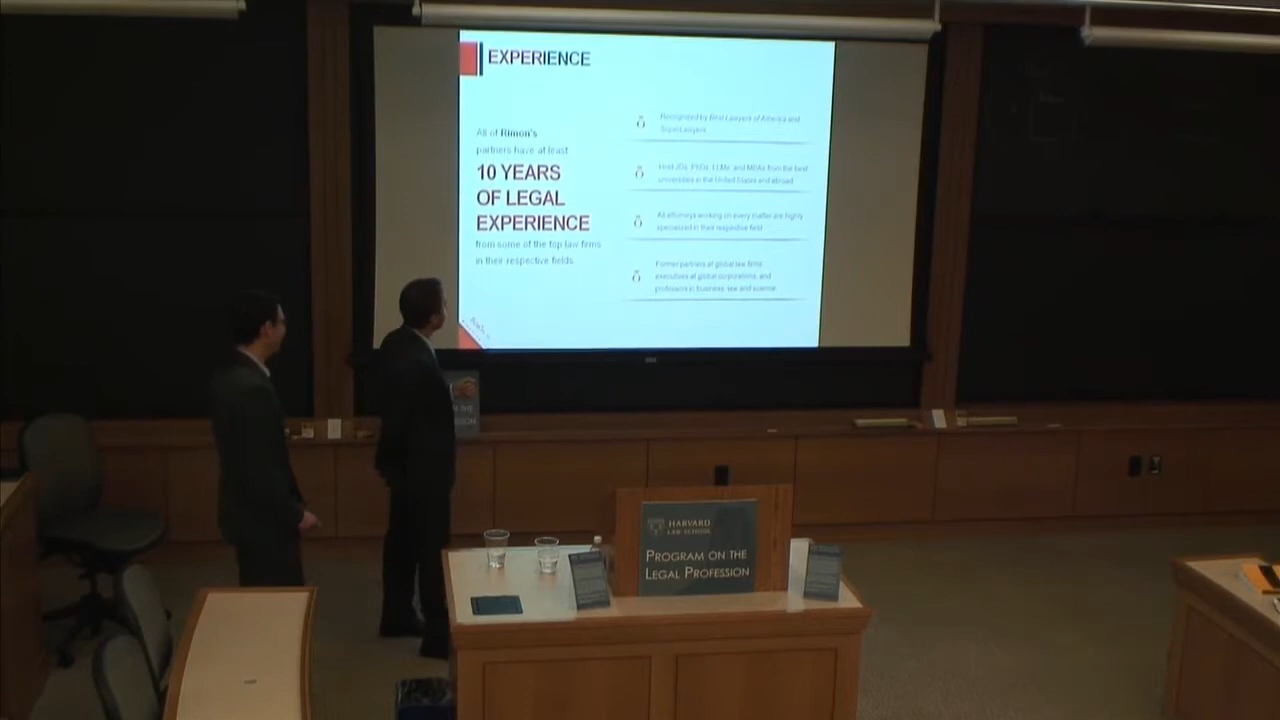 EXPERIENCE
All of Rimon's
partners have at least
10 YEARS
OF LEGAL
EXPERIENCE
from some of the top law firms
in their respective fields.
Recognized by Best Lawyers of America and
SuperLawyers
Hold JDs, PhDs, LLMs, and MBAs from the best
universities in the United States and abroad
All attorneys working on every matter are highly
specialized in their respective field
Former partners at global law firms,
executives at global corporations, and
professors in business, law and science
HARVARD
LAW SCHOOL
PROGRAM ON THE
LEGAL PROFESSION